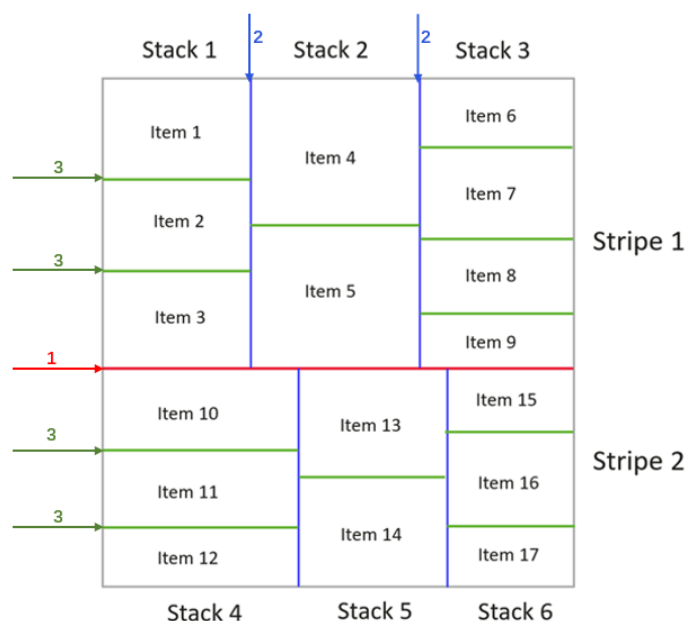 2
2
Stack 1
Stack 2
Stack 3
Item 1
Item 4
Item 6
3
Item 2
Item 7
Stripe 1
3
Item 3
Item 5
Item 8
Item 9
1
Item 10
Item 13
Item 15
3
Item 11
Item 16
Stripe 2
3
Item 12
Item 14
Item 17
Stack 4
Stack 5
Stack 6